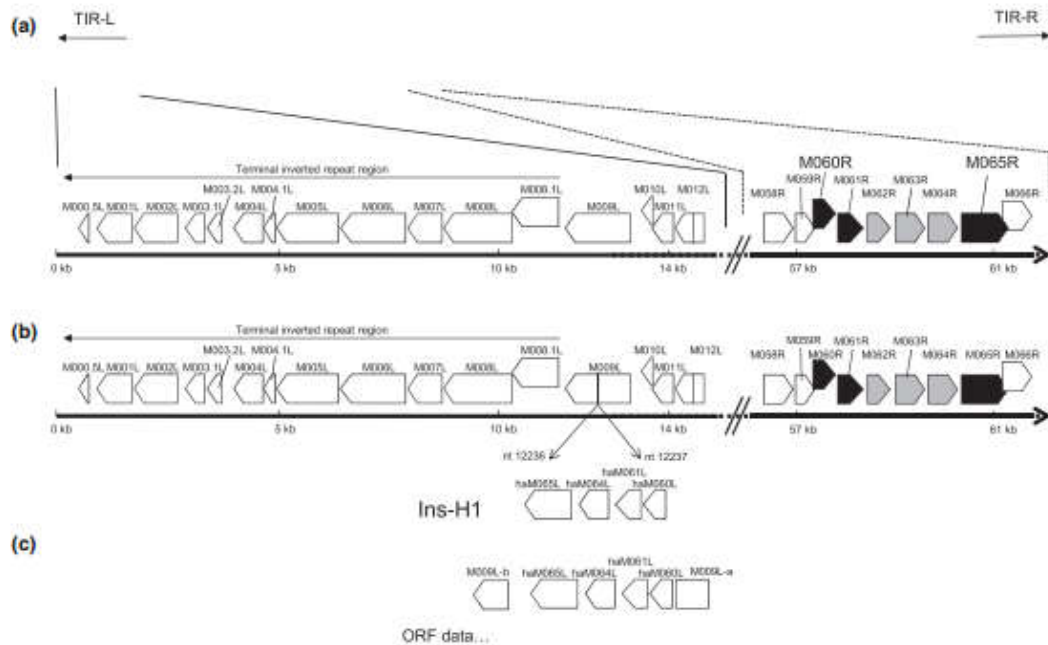 (a) TIR-L TIR-R
M060R M065R
Terminal inverted repeat region
M003.2L M004.1L M008.1L M010L M058R M059R M061R M063R M066R
M000.5L M001L M002L M003.1L M004L M005L M006L M007L M008L M009L M011L M012L M062R M004R
0 kb 5 kb 10 kb 14 kb 57 kb 61 kb
(b)
Terminal inverted repeat region
M003.2L M004.1L M008.1L M010L M012L M058R M059R M060R M061R M062R M063R M064R M065R M066R
M000.5L M001L M002L M003.1L M004L M005L M006L M007L M008L M009L M011L
0 kb 5 kb 10 kb 14 kb 57 kb 61 kb
nt 12236 nt 12237
haM061L
haM065L haM064L haM060L
Ins-H1
(c)
haM061L
M009L-b haM065L haM064L haM060L M009L-a
ORF data...